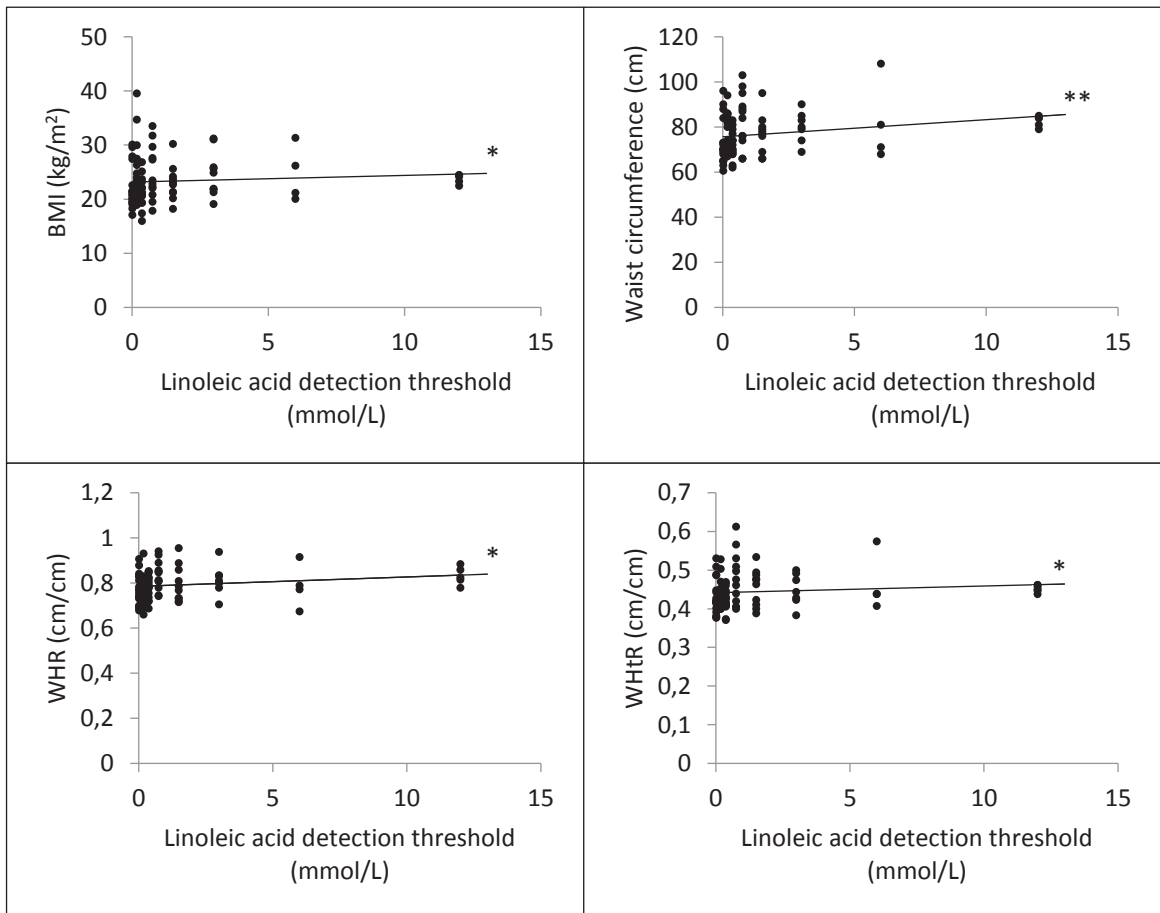 50
40
30
20
10
0
BMI (kg/m²)
*
0 5 10 15
Linoleic acid detection threshold
(mmol/L)
120
100
80
60
40
20
0
Waist circumference (cm)
**
0 5 10 15
Linoleic acid detection threshold
(mmol/L)
1,2
1
0,8
0,6
0,4
0,2
0
WHR (cm/cm)
*
0 5 10 15
Linoleic acid detection threshold
(mmol/L)
0,7
0,6
0,5
0,4
0,3
0,2
0,1
0
WHtR (cm/cm)
*
0 5 10 15
Linoleic acid detection threshold
(mmol/L)